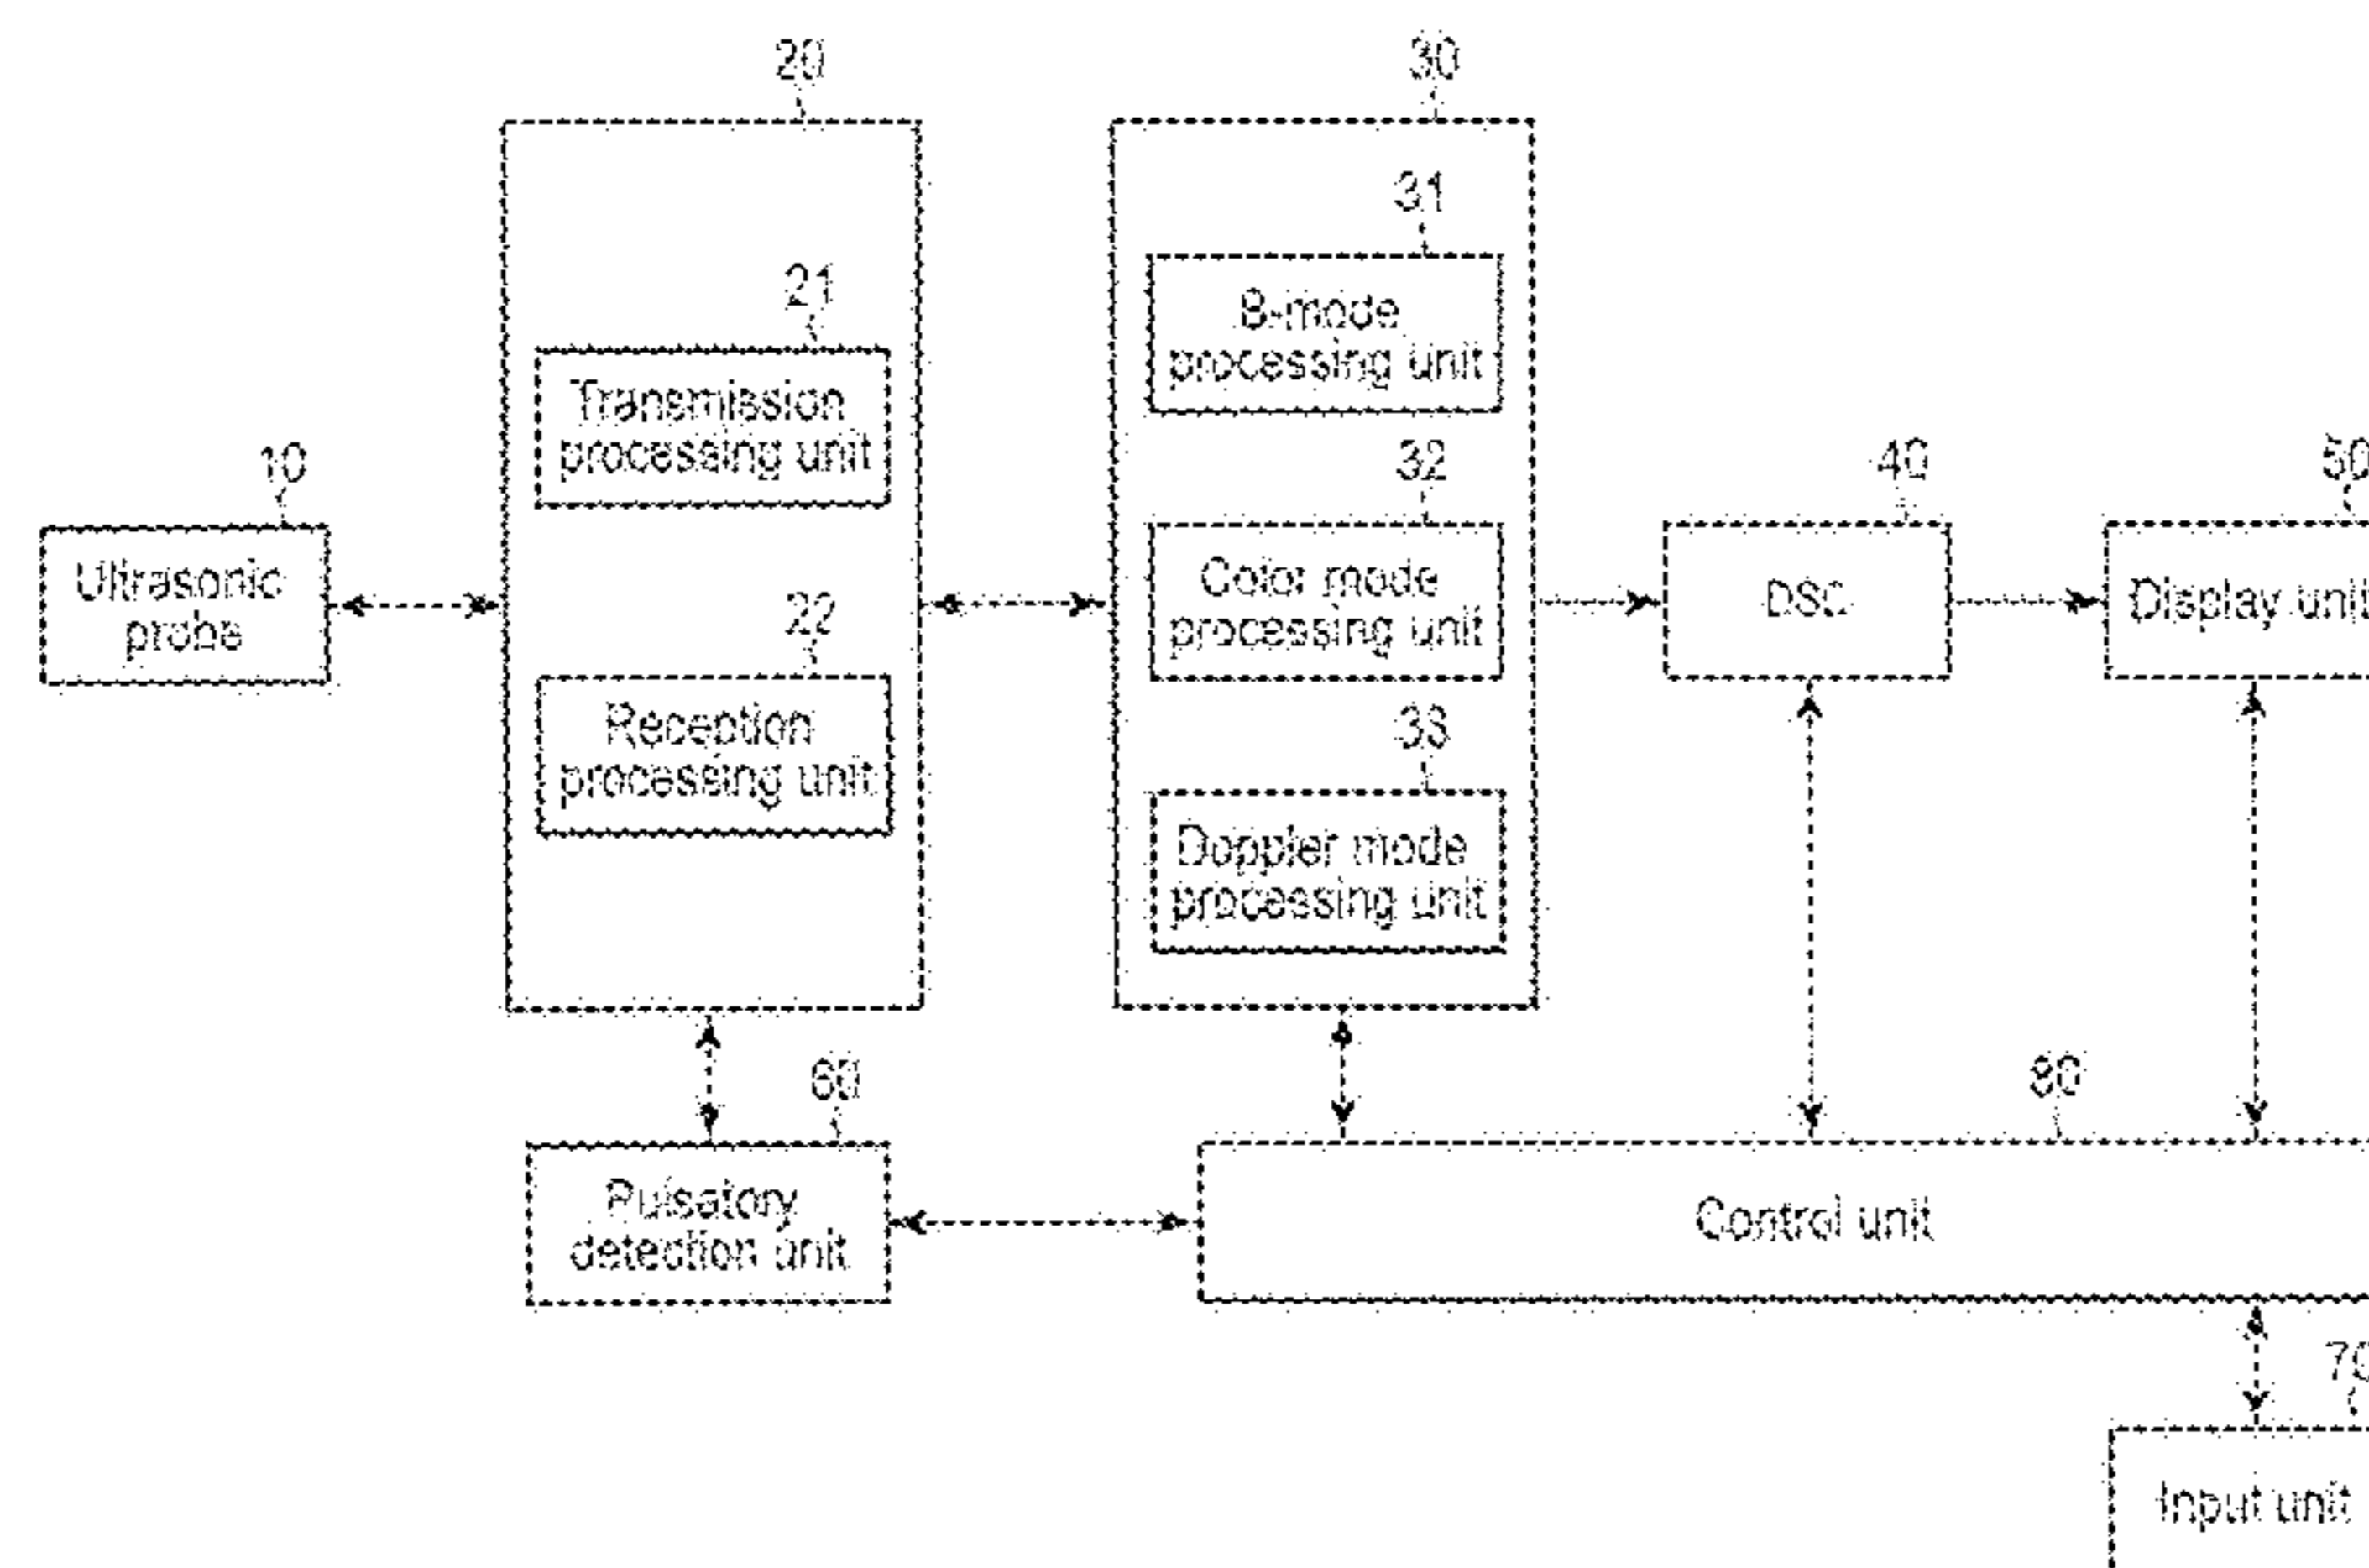 20
30
31
21
B-mode
processing unit
Transmission
processing unit
10
32
40
50
Ultrasonic
probe
22
Color mode
processing unit
DSC
Display unit
Reception
processing unit
33
Doppler mode
processing unit
60
80
Pulsatory
detection unit
Control unit
70
Input unit